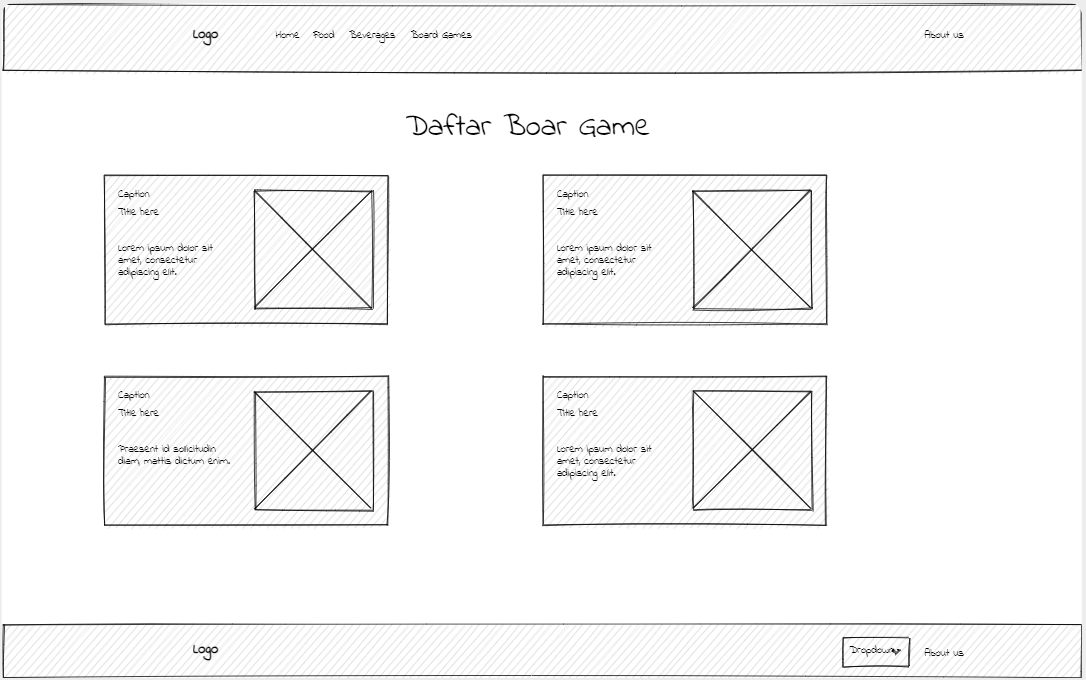 Logo Home Food Beverages Board Games About us
Daftar Boar Game
Caption
Title here
Lorem ipsum dolor sit
amet, consectetur
adipiscing elit.
Caption
Title here
Lorem ipsum dolor sit
amet, consectetur
adipiscing elit.
Caption
Title here
Praesent id sollicitudin
diam, mattis dictum enim.
Caption
Title here
Lorem ipsum dolor sit
amet, consectetur
adipiscing elit.
Logo Dropdown About us